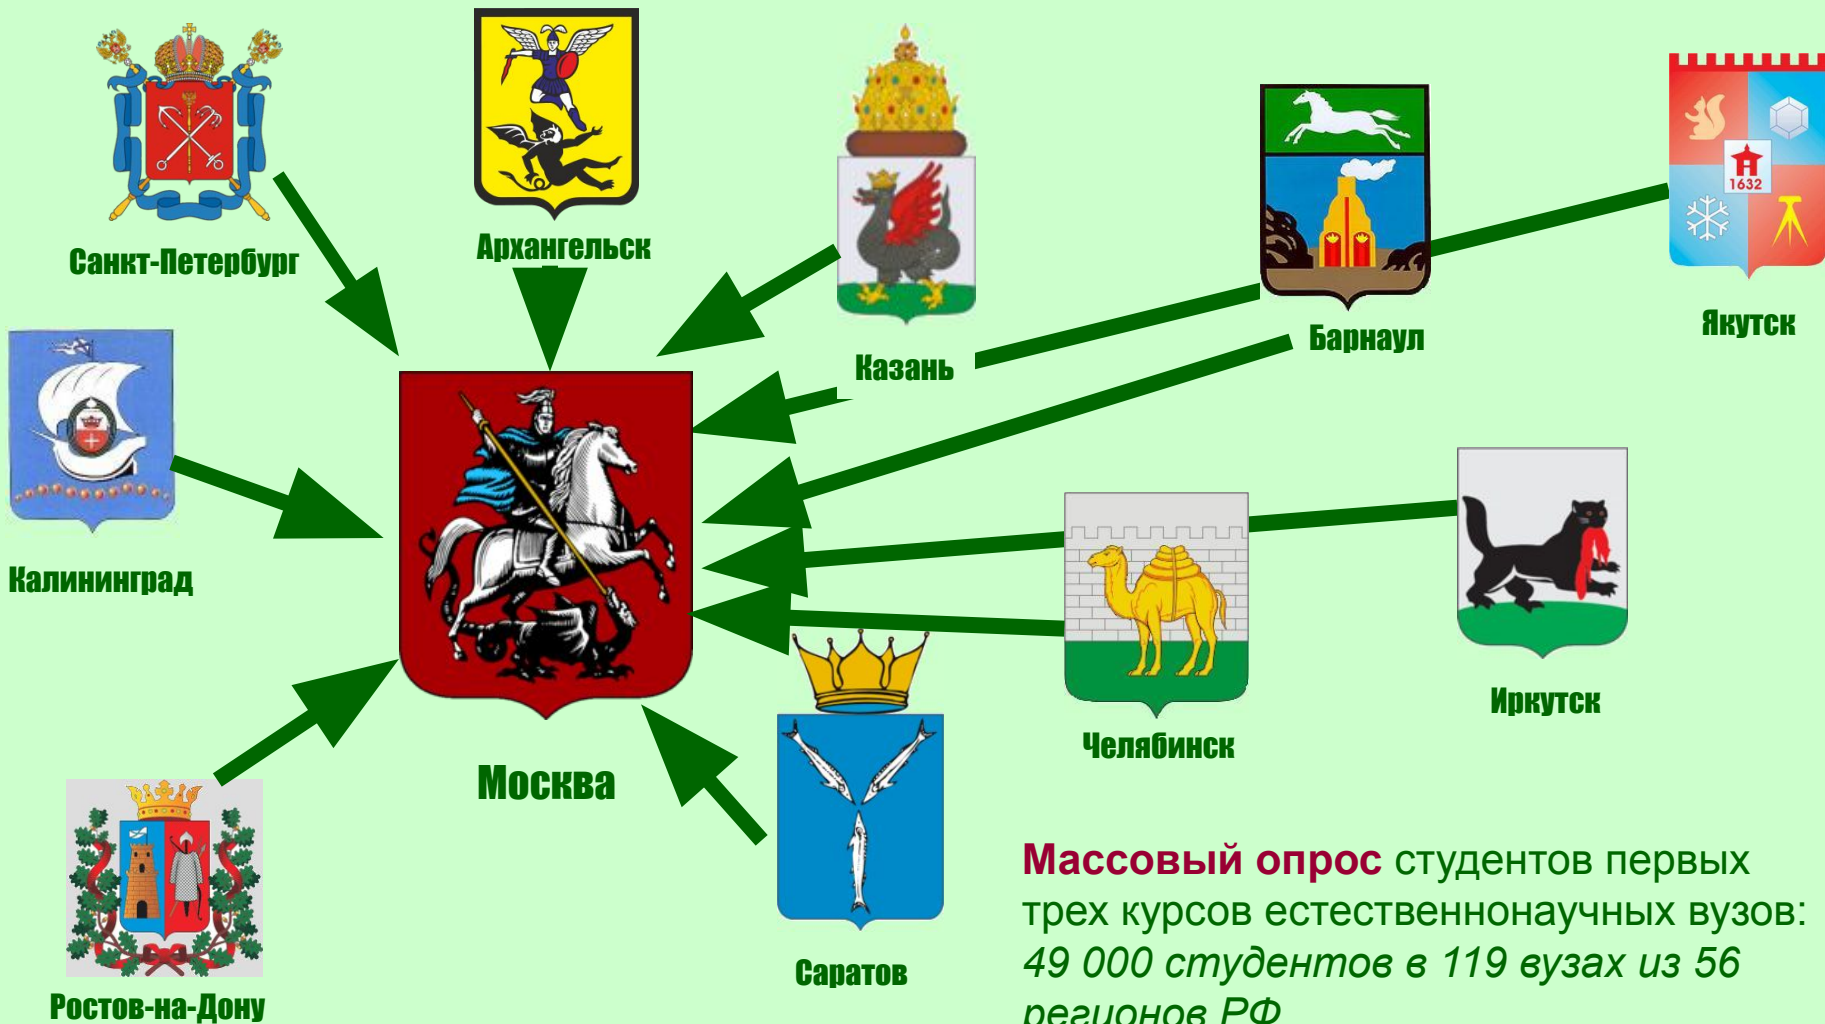 1632
Санкт-Петербург
Архангельск
Казань
Барнаул
Якутск
Калининград
Москва
Челябинск
Иркутск
Саратов
Ростов-на-Дону
Массовый опрос студентов первых
трех курсов естественнонаучных вузов:
49 000 студентов в 119 вузах из 56
регионов РФ